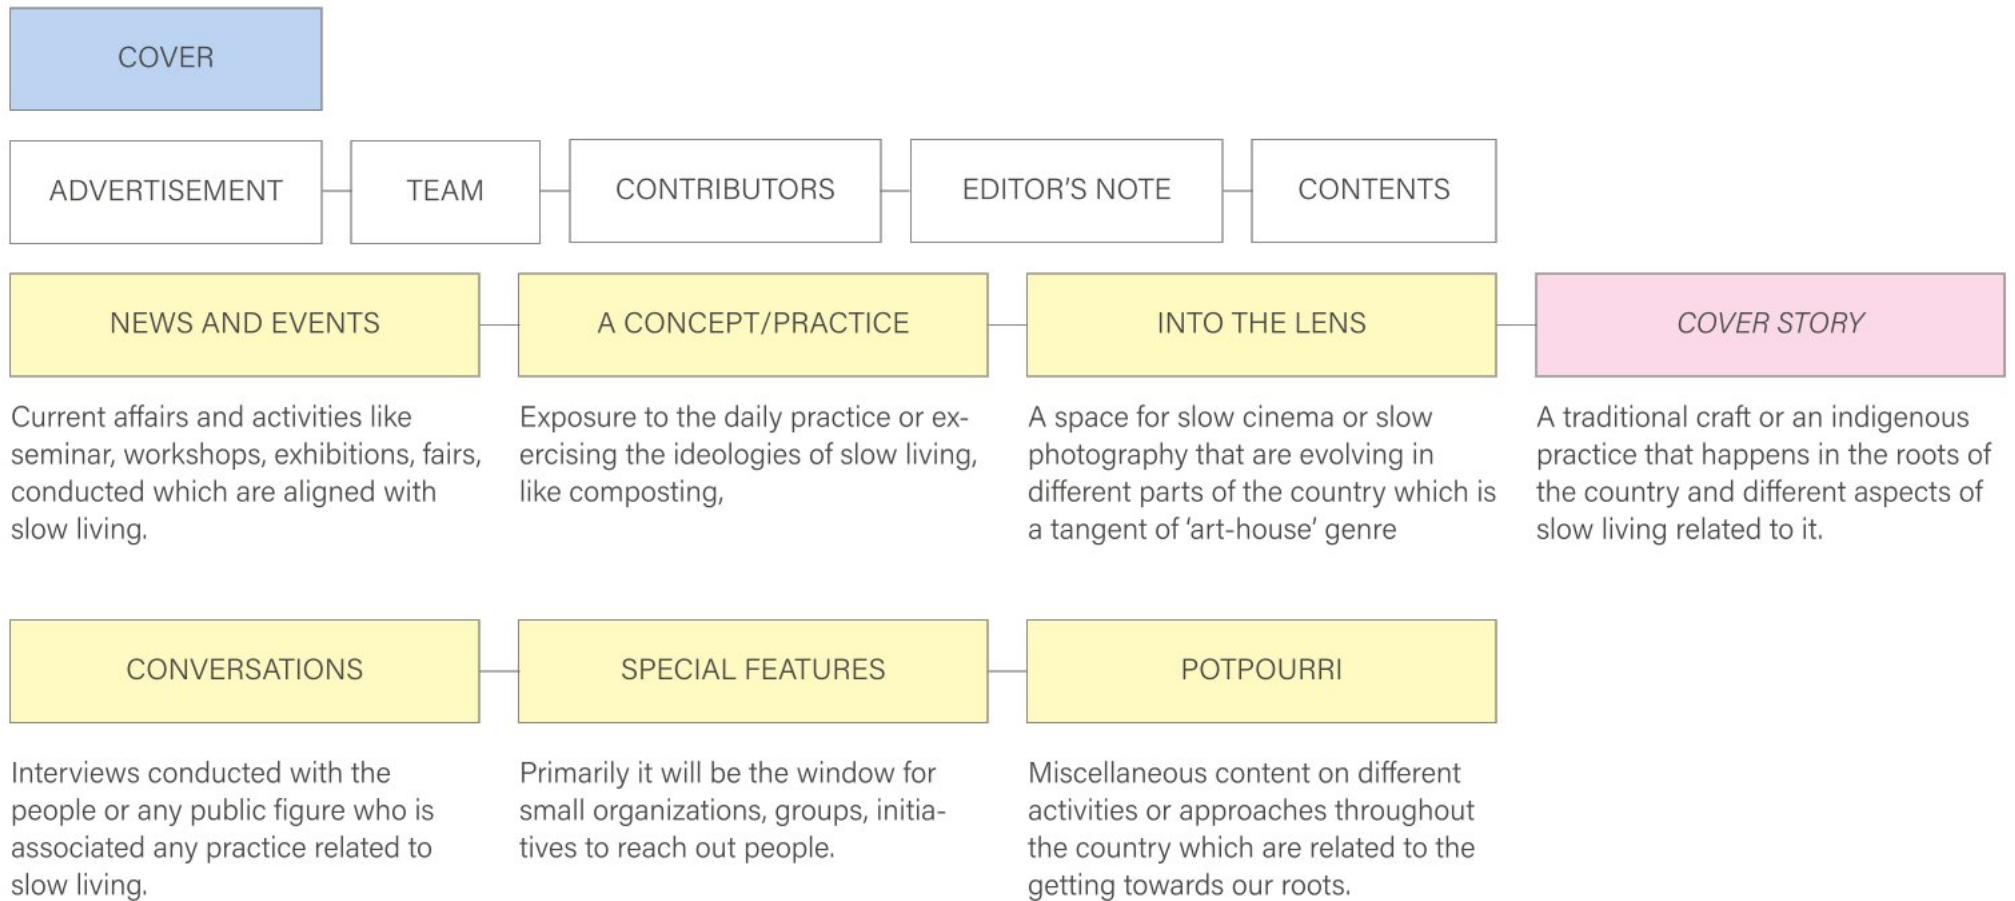 COVER
ADVERTISEMENT
TEAM
CONTRIBUTORS
EDITOR'S NOTE
CONTENTS
NEWS AND EVENTS
Current affairs and activities like
seminar, workshops, exhibitions, fairs,
conducted which are aligned with
slow living.
A CONCEPT/PRACTICE
Exposure to the daily practice or ex-
ercising the ideologies of slow living,
like composting,
INTO THE LENS
A space for slow cinema or slow
photography that are evolving in
different parts of the country which is
a tangent of ‘art-house’ genre
COVER STORY
A traditional craft or an indigenous
practice that happens in the roots of
the country and different aspects of
slow living related to it.
CONVERSATIONS
Interviews conducted with the
people or any public figure who is
associated any practice related to
slow living.
SPECIAL FEATURES
Primarily it will be the window for
small organizations, groups, initia-
tives to reach out people.
POTPOURRI
Miscellaneous content on different
activities or approaches throughout
the country which are related to the
getting towards our roots.